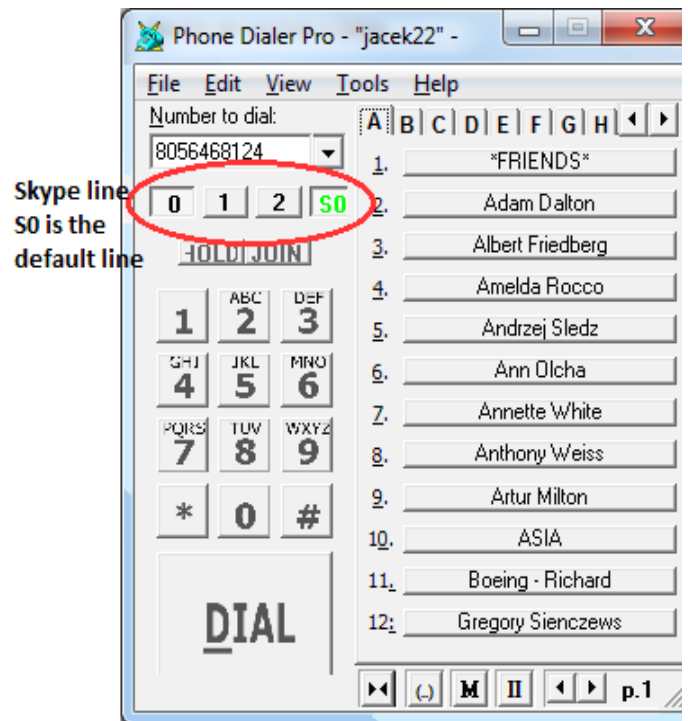 Phone Dialer Pro - "jacek22" -
File Edit View Tools Help
Number to dial:
8056468124
Skype line
S0 is the
default line
0 1 2 S0
HOLD JOIN
1 ABC 2 DEF 3
GHI 4 JKL 5 MNO 6
PQRS 7 TUV 8 WXYZ 9
* 0 #
DIAL
A B C D E F G H
1. *FRIENDS*
2. Adam Dalton
3. Albert Friedberg
4. Amelda Rocco
5. Andrzej Sledz
6. Ann Olcha
7. Annette White
8. Anthony Weiss
9. Artur Milton
10. ASIA
11. Boeing - Richard
12: Gregory Sienczews
(..) M II p.1